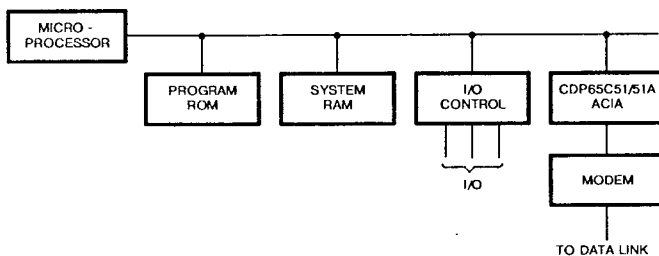 MICRO -
PROCESSOR
PROGRAM
ROM
SYSTEM
RAM
I/O
CONTROL
CDP65C51/51A
ACIA
I/O
MODEM
TO DATA LINK